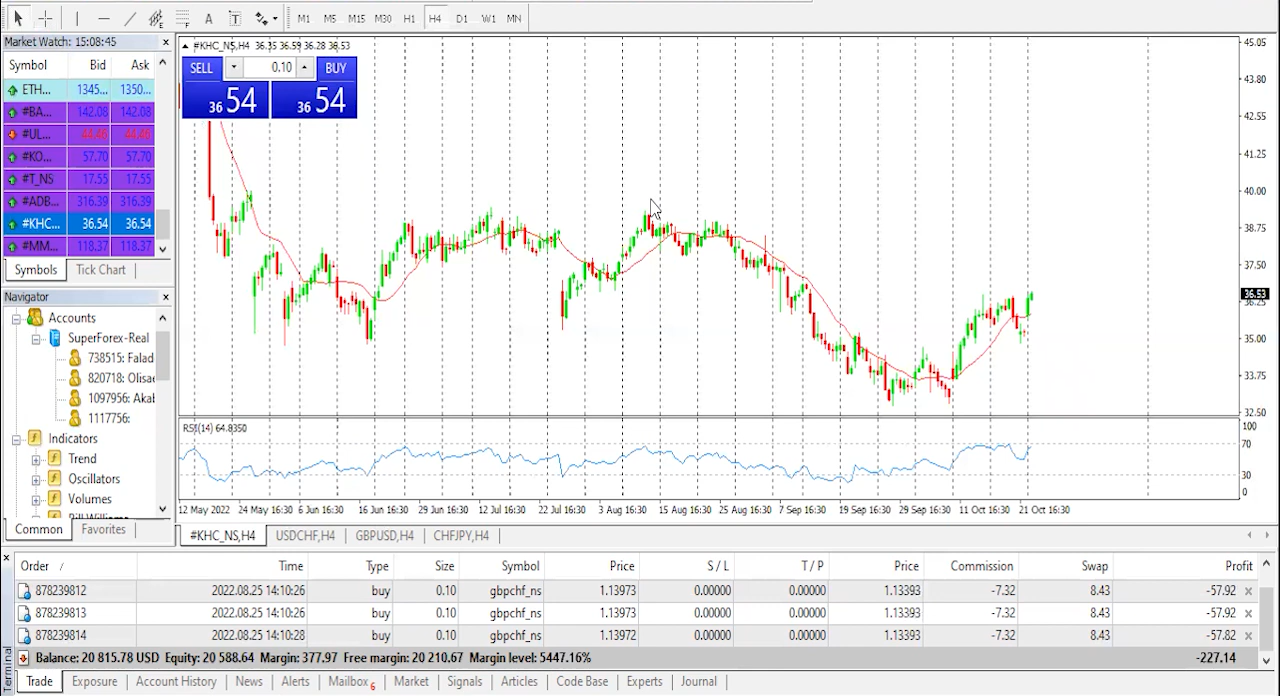 A T M1 M5 M15 M30 H1 H4 D1 W1 MN
Market Watch: 15:08:45
Symbol Bid Ask
ETH... 1345... 1350...
#BA... 142.08 142.08
#UL... 44.46 44.46
#KO... 57.70 57.70
#T_NS 17.55 17.55
#ADB... 316.39 316.39
#KHC... 36.54 36.54
#MM... 118.37 118.37
Symbols Tick Chart
Navigator
Accounts
SuperForex-Real
738515: Falad
820718: Olisae
1097956: Akab
1117756:
Indicators
Trend
Oscillators
Volumes
Bill Williams
Common Favorites
#KHC_NS,H4 36.35 36.59 36.28 36.53
SELL 0.10 BUY
36 54 36 54
45.05
43.80
42.55
41.25
40.00
38.75
37.50
36.53
36.25
35.00
33.75
32.50
RSI(14) 64.8350
100
70
30
0
12 May 2022 24 May 16:30 6 Jun 16:30 16 Jun 16:30 29 Jun 16:30 12 Jul 16:30 22 Jul 16:30 3 Aug 16:30 15 Aug 16:30 25 Aug 16:30 7 Sep 16:30 19 Sep 16:30 29 Sep 16:30 11 Oct 16:30 21 Oct 16:30
#KHC_NS,H4 USDCHF,H4 GBPUSD,H4 CHFJPY,H4
Order / Time Type Size Symbol Price S / L T / P Price Commission Swap Profit
878239812 2022.08.25 14:10:26 buy 0.10 gbpchf_ns 1.13973 0.00000 0.00000 1.13393 -7.32 8.43 -57.92
878239813 2022.08.25 14:10:26 buy 0.10 gbpchf_ns 1.13973 0.00000 0.00000 1.13393 -7.32 8.43 -57.92
878239814 2022.08.25 14:10:28 buy 0.10 gbpchf_ns 1.13972 0.00000 0.00000 1.13393 -7.32 8.43 -57.82
Balance: 20 815.78 USD Equity: 20 588.64 Margin: 377.97 Free margin: 20 210.67 Margin level: 5447.16% -227.14
Terminal
Trade Exposure Account History News Alerts Mailbox 6 Market Signals Articles Code Base Experts Journal